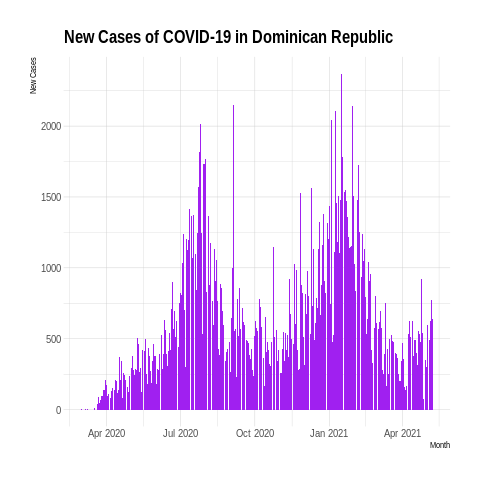 New Cases of COVID-19 in Dominican Republic
New Cases
2000
1500
1000
500
0
Apr 2020 Jul 2020 Oct 2020 Jan 2021 Apr 2021
Month